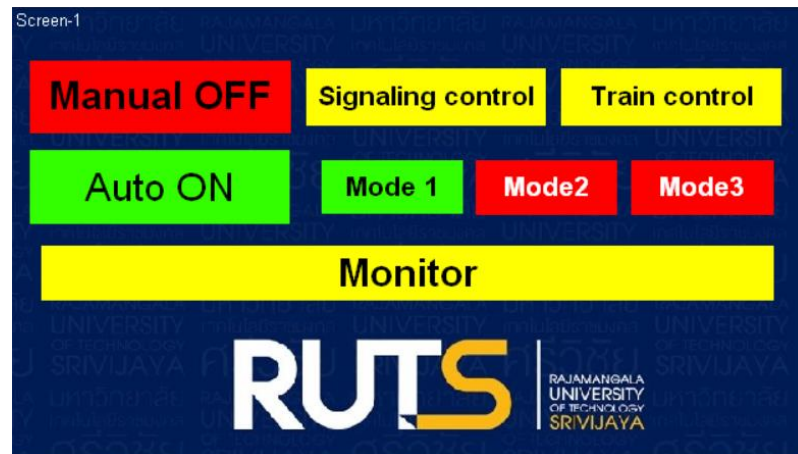 Screen-1
Manual OFF
Signaling control
Train control
Auto ON
Mode 1
Mode2
Mode3
Monitor
RUTS
RAJAMANGALA
UNIVERSITY
OF TECHNOLOGY
SRIVIJAYA